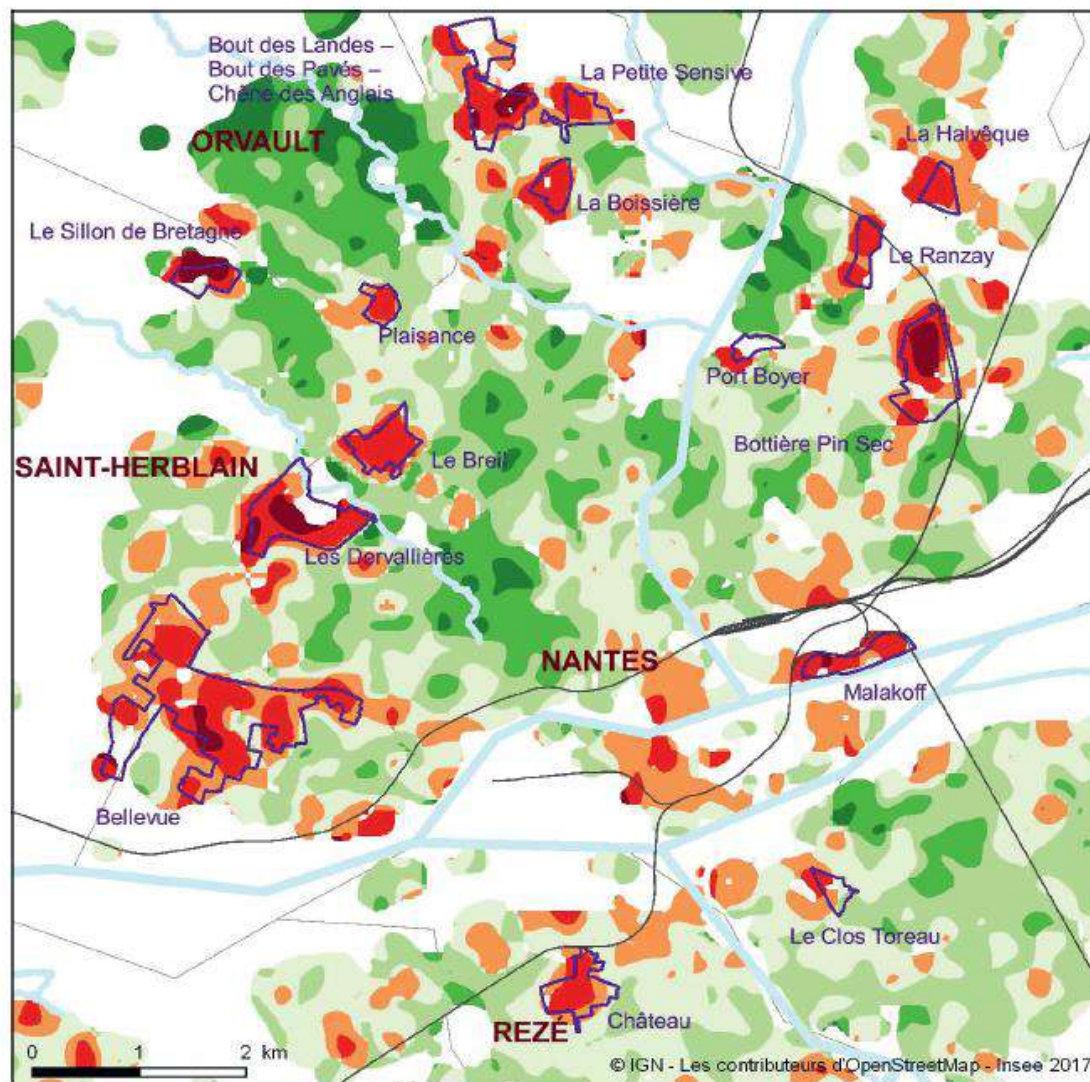 Bout des Landes –
Bout des Pavés –
Chêne des Anglais
La Petite Sensive
ORVAULT
La Halvêque
La Boissière
Le Sillon de Bretagne
Le Ranzay
Plaisance
Port Boyer
Bottière Pin Sec
Le Breil
SAINT-HERBLAIN
Les Dervallières
NANTES
Malakoff
Bellevue
Le Clos Toreau
Château
REZÉ
0 1 2 km
© IGN - Les contributeurs d'OpenStreetMap - Insee 2017